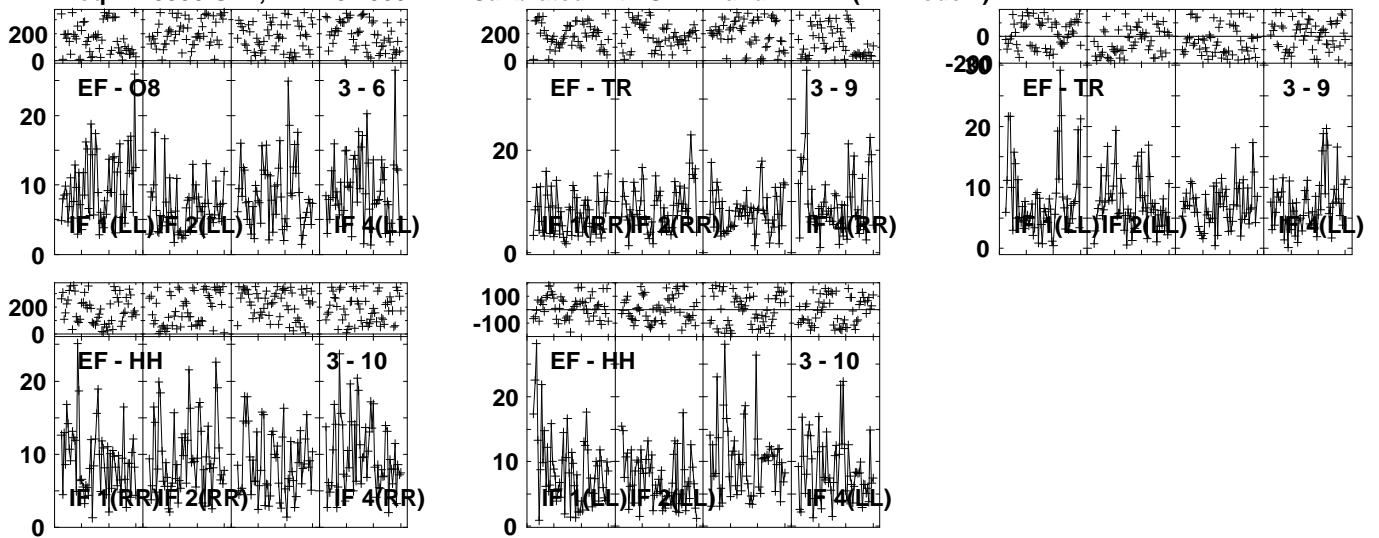 200
0
200
0
0
-200
EF - O8 3 - 6
20
10
0
IF 1(LL) IF 2(LL) IF 4(LL)
EF - TR 3 - 9
20
10
0
IF 1(RR) IF 2(RR) IF 4(RR)
30
EF - TR 3 - 9
20
10
0
IF 1(LL) IF 2(LL) IF 4(LL)
200
0
100
-100
EF - HH 3 - 10
20
10
0
IF 1(RR) IF 2(RR) IF 4(RR)
EF - HH 3 - 10
20
10
0
IF 1(LL) IF 2(LL) IF 4(LL)